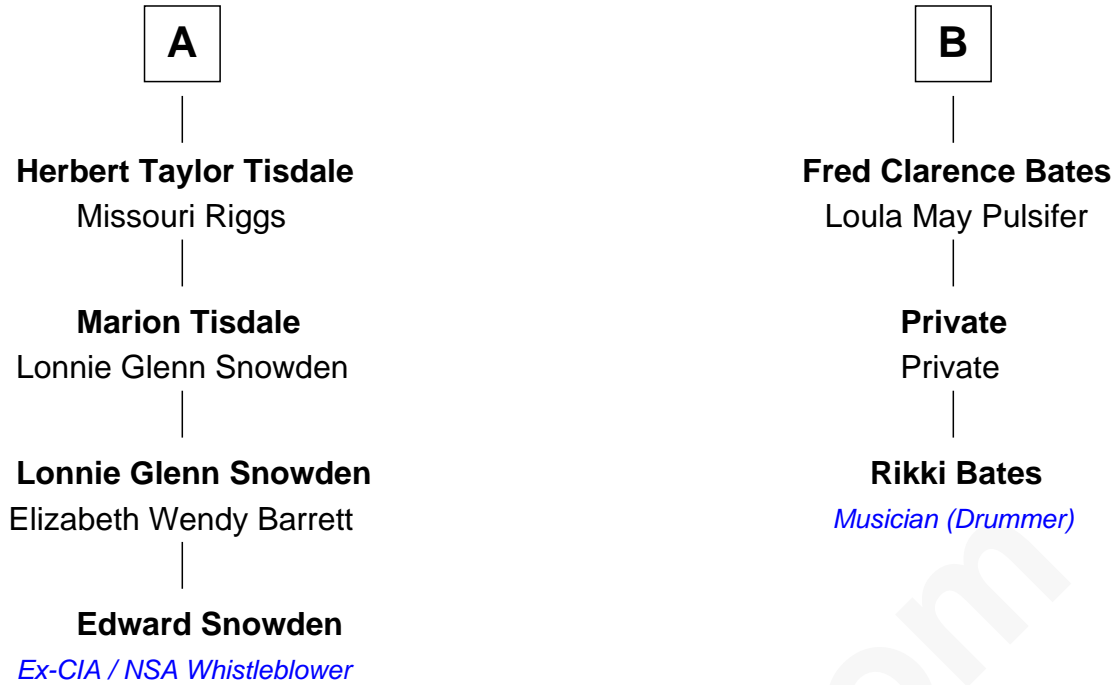 A
B
Herbert Taylor Tisdale
Missouri Riggs
Fred Clarence Bates
Loula May Pulsifer
Marion Tisdale
Lonnie Glenn Snowden
Private
Private
Lonnie Glenn Snowden
Elizabeth Wendy Barrett
Rikki Bates
Musician (Drummer)
Edward Snowden
Ex-CIA / NSA Whistleblower
om